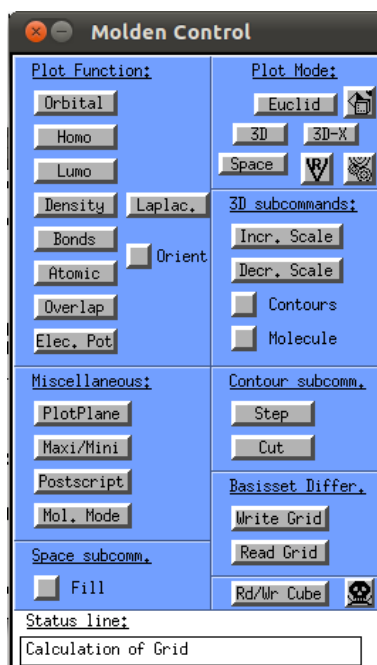 Molden Control
Plot Function:
Orbital
Homo
Lumo
Density Laplac.
Bonds
Orient
Atomic
Overlap
Elec. Pot
Plot Mode:
Euclid
3D 3D-X
Space VR
3D subcommands:
Incr. Scale
Decr. Scale
Contours
Molecule
Miscellaneous:
PlotPlane
Maxi/Mini
Postscript
Mol. Mode
Contour subcomm.
Step
Cut
Space subcomm.
Fill
Basisset Differ.
Write Grid
Read Grid
Rd/Wr Cube
Status line:
Calculation of Grid